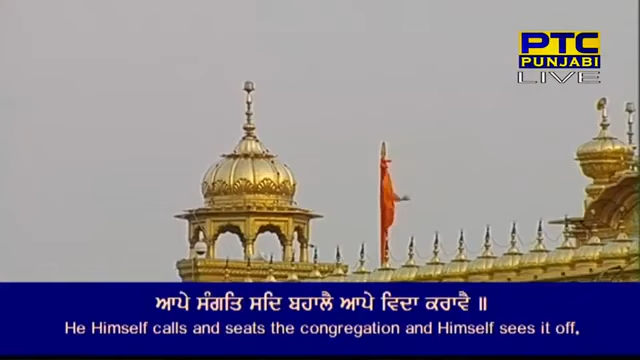 PTC
PUNJABI
LIVE
ਆਪੇ ਸੰਗਤਿ ਸਦਿ ਬਹਾਲੈ ਆਪੇ ਵਿਦਾ ਕਰਾਵੈ ॥
He Himself calls and seats the congregation and Himself sees it off.